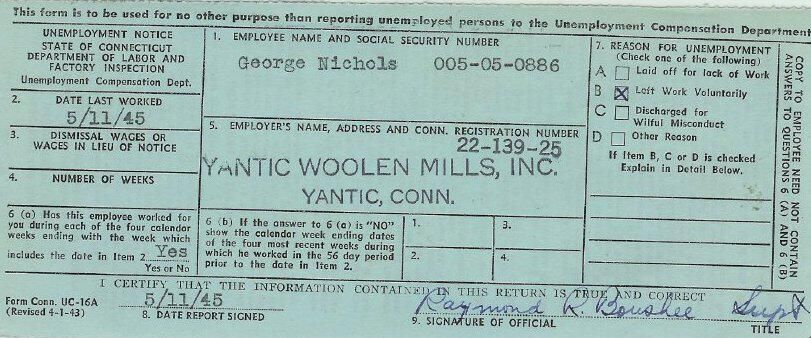 This form is to be used for no other purpose than reporting unemployed persons to the Unemployment Compensation Department
UNEMPLOYMENT NOTICE
STATE OF CONNECTICUT
DEPARTMENT OF LABOR AND
FACTORY INSPECTION
Unemployment Compensation Dept.
1. EMPLOYEE NAME AND SOCIAL SECURITY NUMBER
George Nichols 005-05-0886
2. DATE LAST WORKED
5/11/45
3. DISMISSAL WAGES OR
WAGES IN LIEU OF NOTICE
4. NUMBER OF WEEKS
5. EMPLOYER'S NAME, ADDRESS AND CONN. REGISTRATION NUMBER
22-139-25
YANTIC WOOLEN MILLS, INC.
YANTIC, CONN.
7. REASON FOR UNEMPLOYMENT
(Check one of the following)
A Laid off for lack of Work
B Left Work Voluntarily
C Discharged for
Wilful Misconduct
D Other Reason
If Item B, C or D is checked
Explain in Detail Below.
COPY TO EMPLOYEE NEED NOT CONTAIN
ANSWERS TO QUESTIONS 6 (A) AND 6 (B)
6 (a) Has this employee worked for
you during each of the four calendar
weeks ending with the week which
includes the date in Item 2 Yes
Yes or No
6 (b) If the answer to 6 (a) is "NO"
show the calendar week ending dates
of the four most recent weeks during
which he worked in the 56 day period
prior to the date in Item 2.
1.
3.
2.
4.
I CERTIFY THAT THE INFORMATION CONTAINED IN THIS RETURN IS TRUE AND CORRECT
Form Conn. UC-16A
(Revised 4-1-43)
5/11/45
8. DATE REPORT SIGNED
Raymond R. Boushee Supt
9. SIGNATURE OF OFFICIAL
TITLE